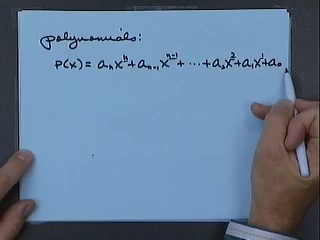 polynomials:
P(x) = aₙxⁿ + aₙ₋₁xⁿ⁻¹ + ⋯ + a₂x² + a₁x¹ + a₀